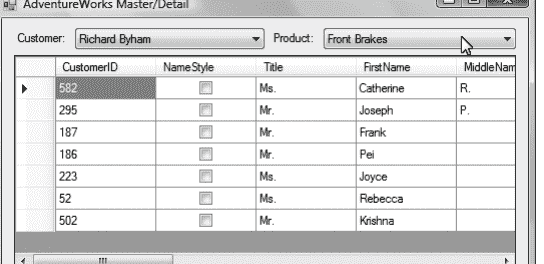 AdventureWorks Master/Detail
Customer: Richard Byham Product: Front Brakes
CustomerID NameStyle Title FirstName MiddleNam
582 Ms. Catherine R.
295 Mr. Joseph P.
187 Mr. Frank
186 Mr. Pei
223 Ms. Joyce
52 Ms. Rebecca
502 Mr. Krishna